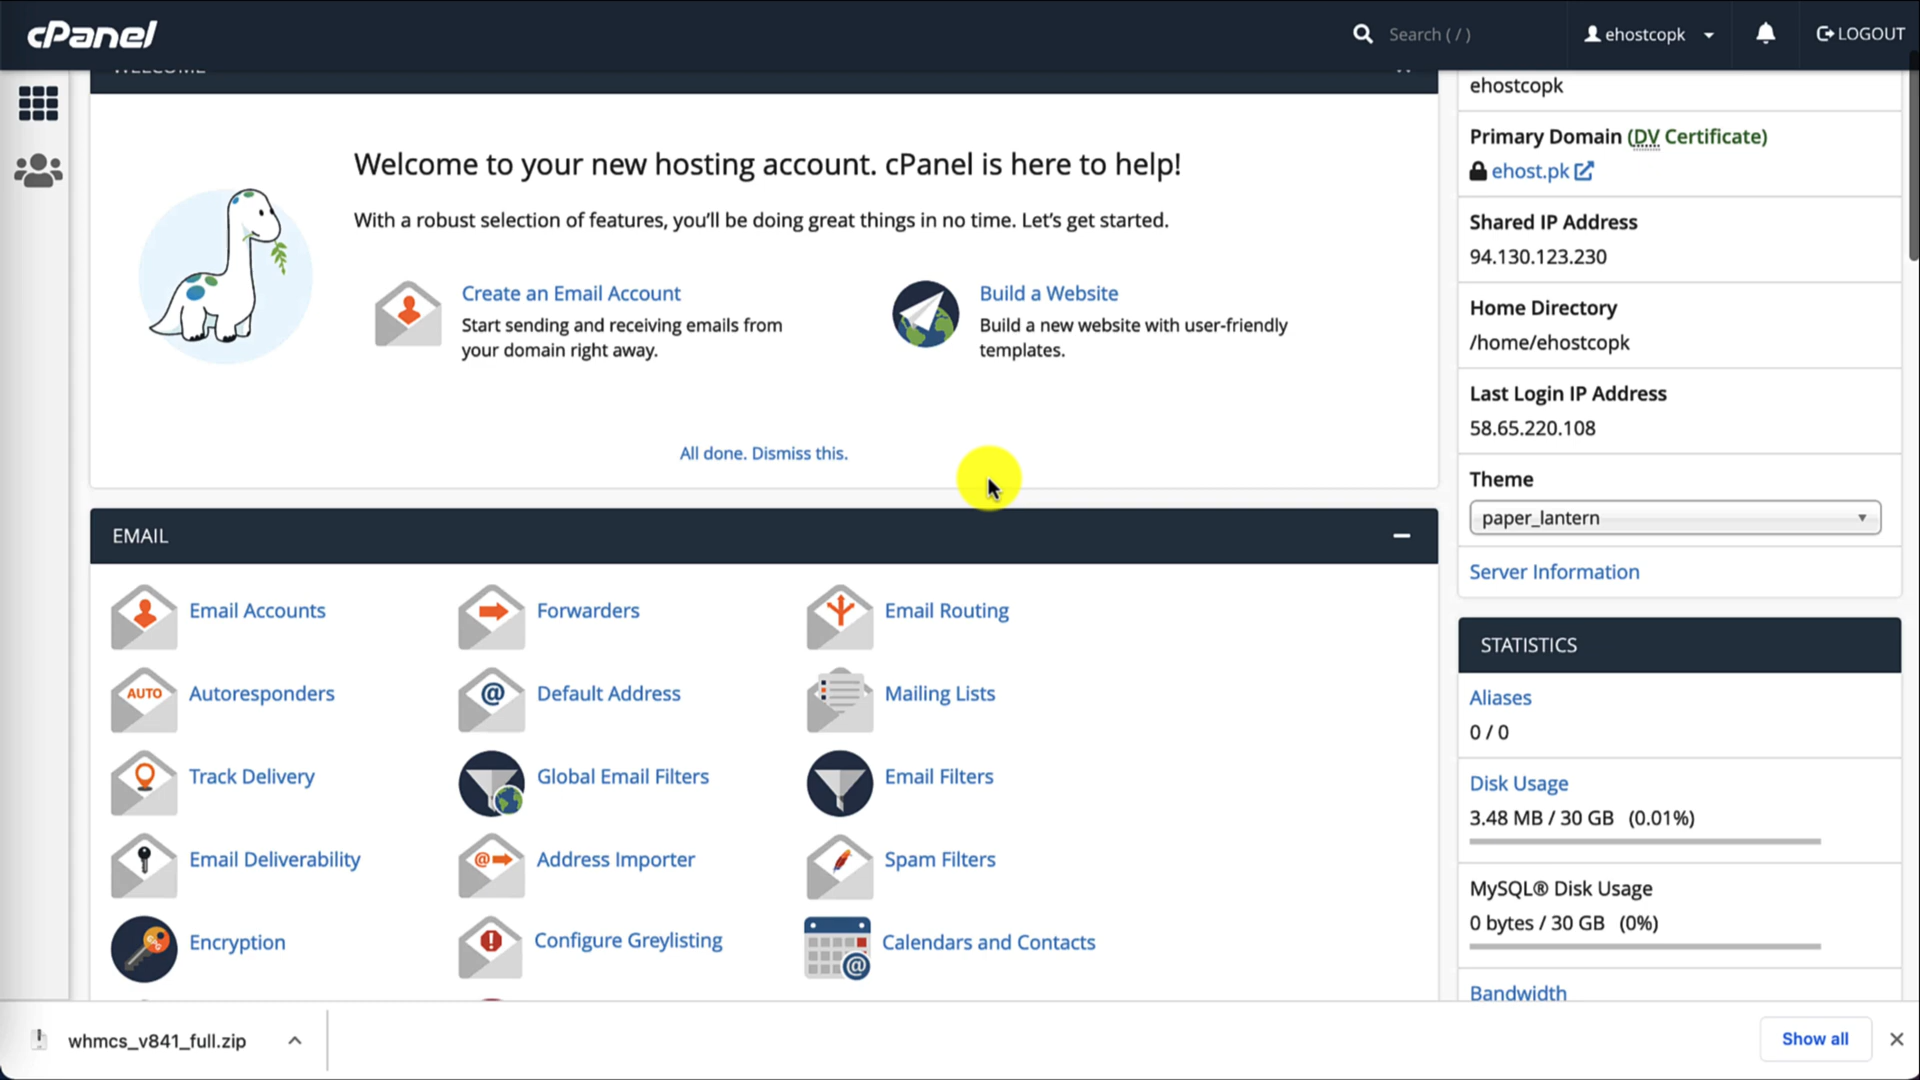 cPanel
Search ( / )
ehostcopk
LOGOUT
WELCOME
Welcome to your new hosting account. cPanel is here to help!
With a robust selection of features, you'll be doing great things in no time. Let's get started.
Create an Email Account
Start sending and receiving emails from
your domain right away.
Build a Website
Build a new website with user-friendly
templates.
All done. Dismiss this.
EMAIL
Email Accounts
Forwarders
Email Routing
AUTO
Autoresponders
@
Default Address
Mailing Lists
Track Delivery
Global Email Filters
Email Filters
Email Deliverability
@
Address Importer
Spam Filters
Encryption
!
Configure Greylisting
@
Calendars and Contacts
ehostcopk
Primary Domain (DV Certificate)
ehost.pk
Shared IP Address
94.130.123.230
Home Directory
/home/ehostcopk
Last Login IP Address
58.65.220.108
Theme
paper_lantern
Server Information
STATISTICS
Aliases
0 / 0
Disk Usage
3.48 MB / 30 GB (0.01%)
MySQL® Disk Usage
0 bytes / 30 GB (0%)
Bandwidth
whmcs_v841_full.zip
Show all